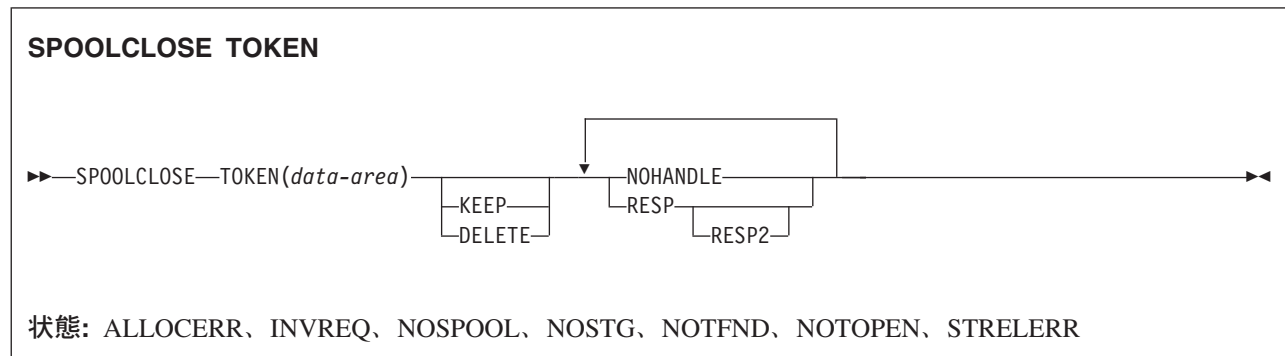 SPOOLCLOSE TOKEN
SPOOLCLOSE TOKEN(data-area) NOHANDLE
KEEP RESP
DELETE RESP2
状態: ALLOCERR、INVREQ、NOSPOOL、NOSTG、NOTFND、NOTOPEN、STRELERR